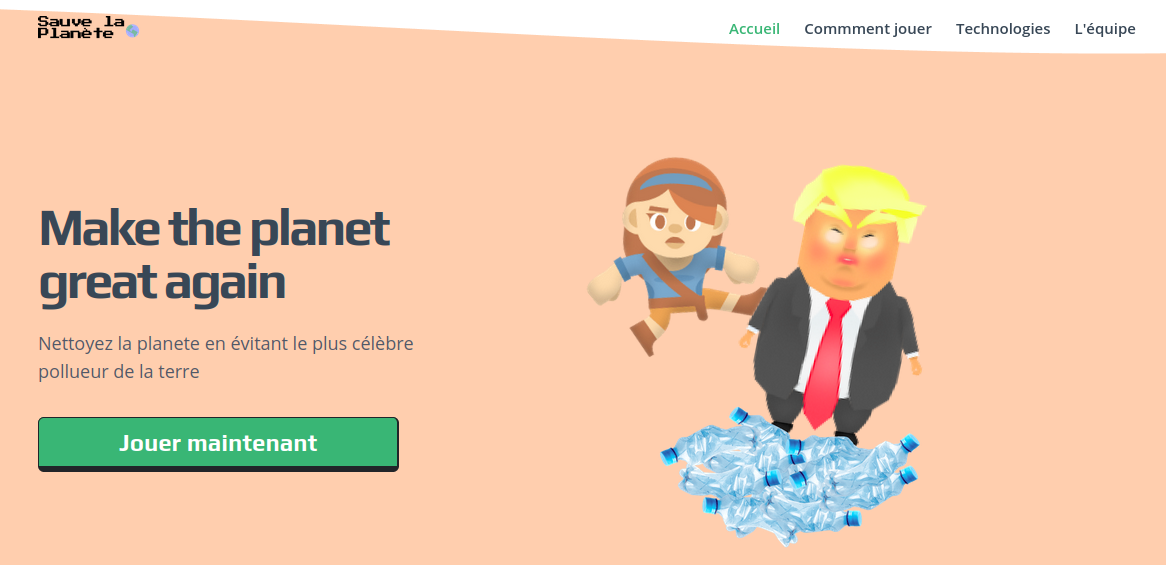 Sauve la
Planète
Accueil
Commment jouer
Technologies
L'équipe
Make the planet
great again
Nettoyez la planete en évitant le plus célèbre
pollueur de la terre
Jouer maintenant